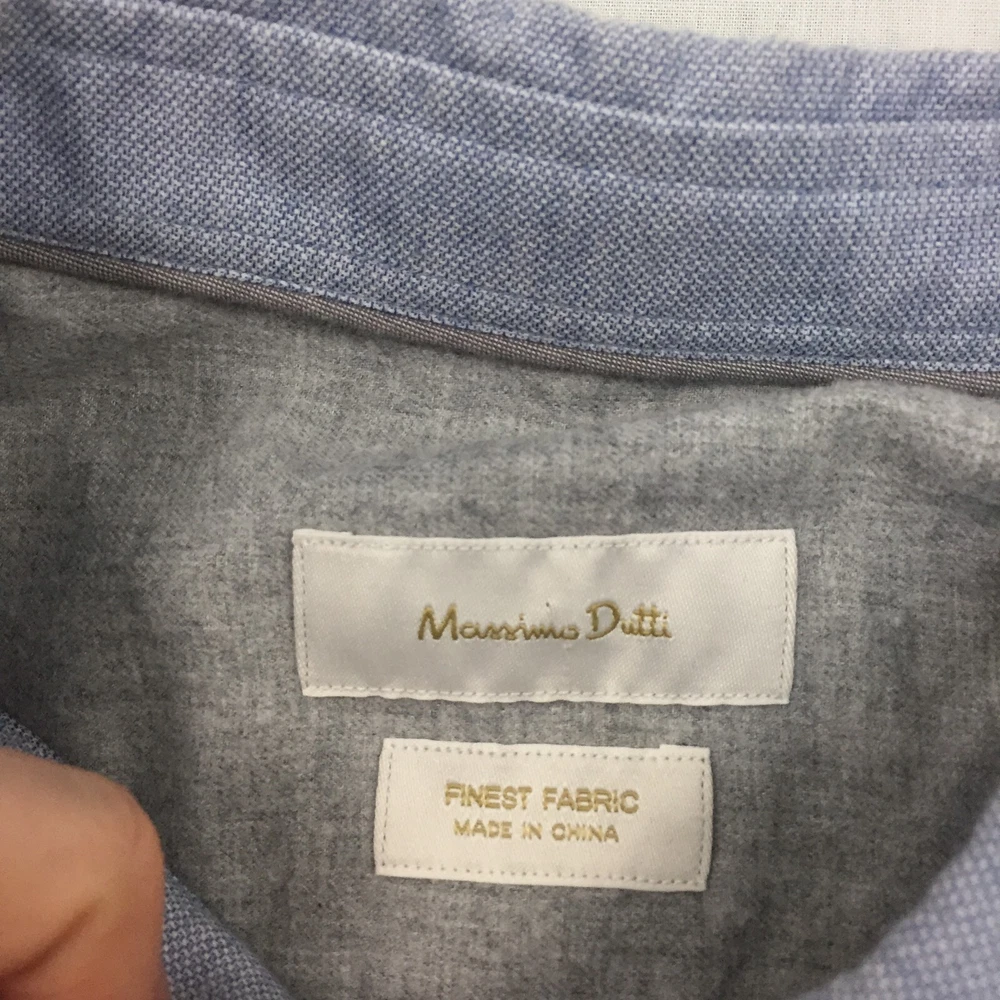 Massimo Dutti
FINEST FABRIC
MADE IN CHINA